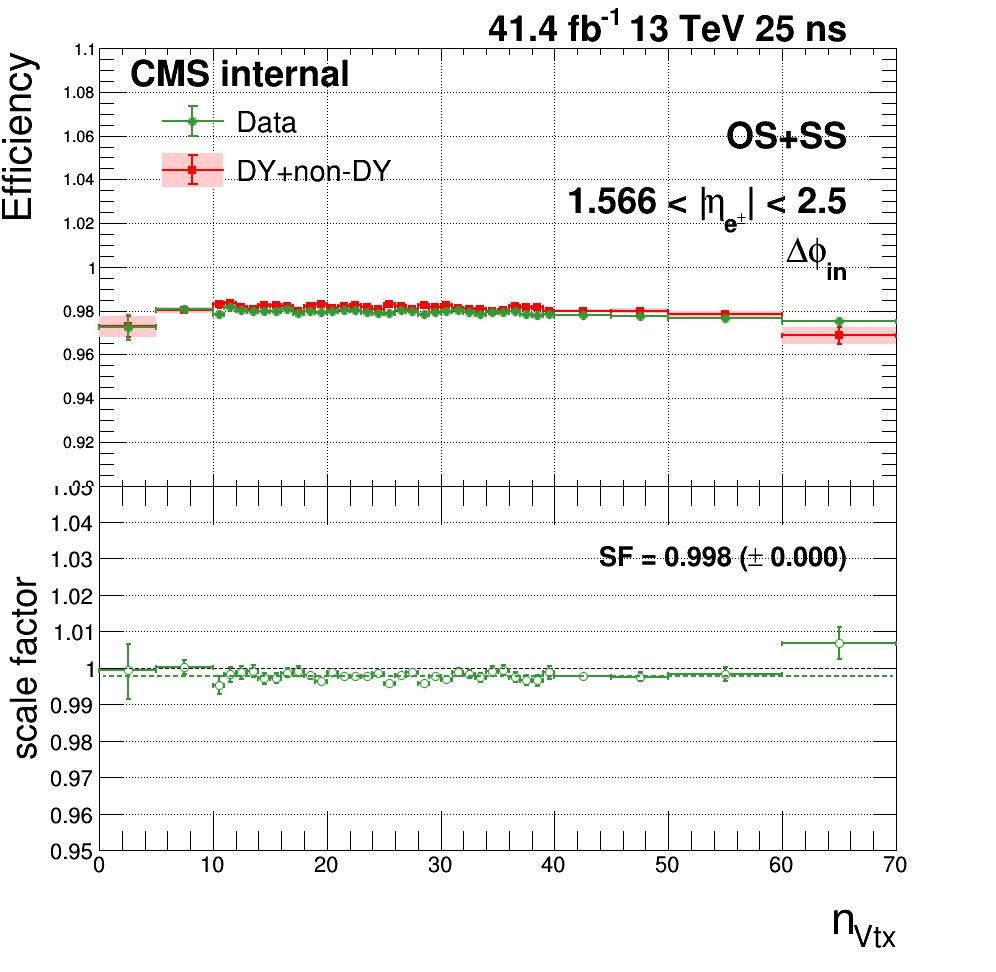 41.4 fb⁻¹ 13 TeV 25 ns
Efficiency
1.1
1.08
1.06
1.04
1.02
1
0.98
0.96
0.94
0.92
CMS internal
Data
DY+non-DY
OS+SS
1.566 < |η_e±| < 2.5
Δϕ_in
scale factor
1.04
1.03
1.02
1.01
1
0.99
0.98
0.97
0.96
0.95
SF = 0.998 (± 0.000)
0 10 20 30 40 50 60 70
n_Vtx